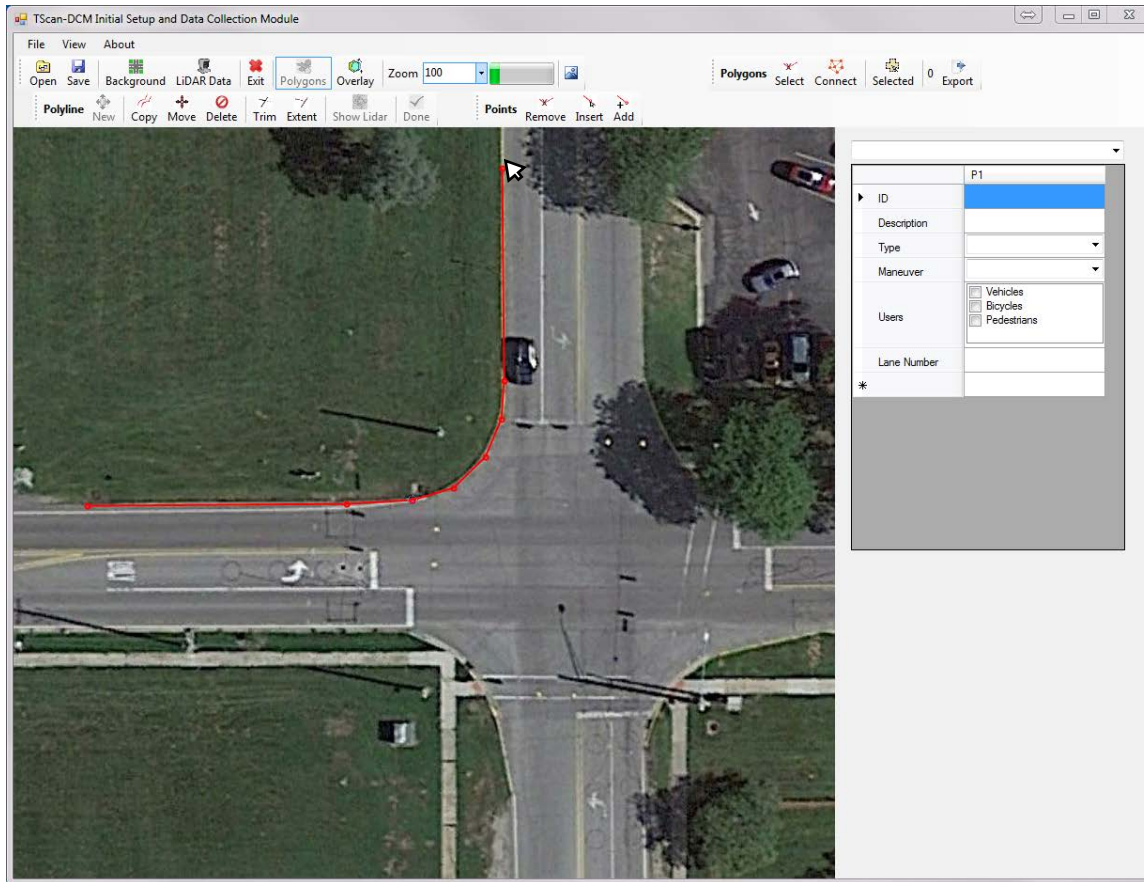 TScan-DCM Initial Setup and Data Collection Module
File View About
Open Save Background LiDAR Data Exit Polygons Overlay Zoom 100 Polygons Select Connect Selected 0 Export
Polyline New Copy Move Delete Trim Extent Show Lidar Done Points Remove Insert Add
P1
ID
Description
Type
Maneuver
Users
Vehicles
Bicycles
Pedestrians
Lane Number